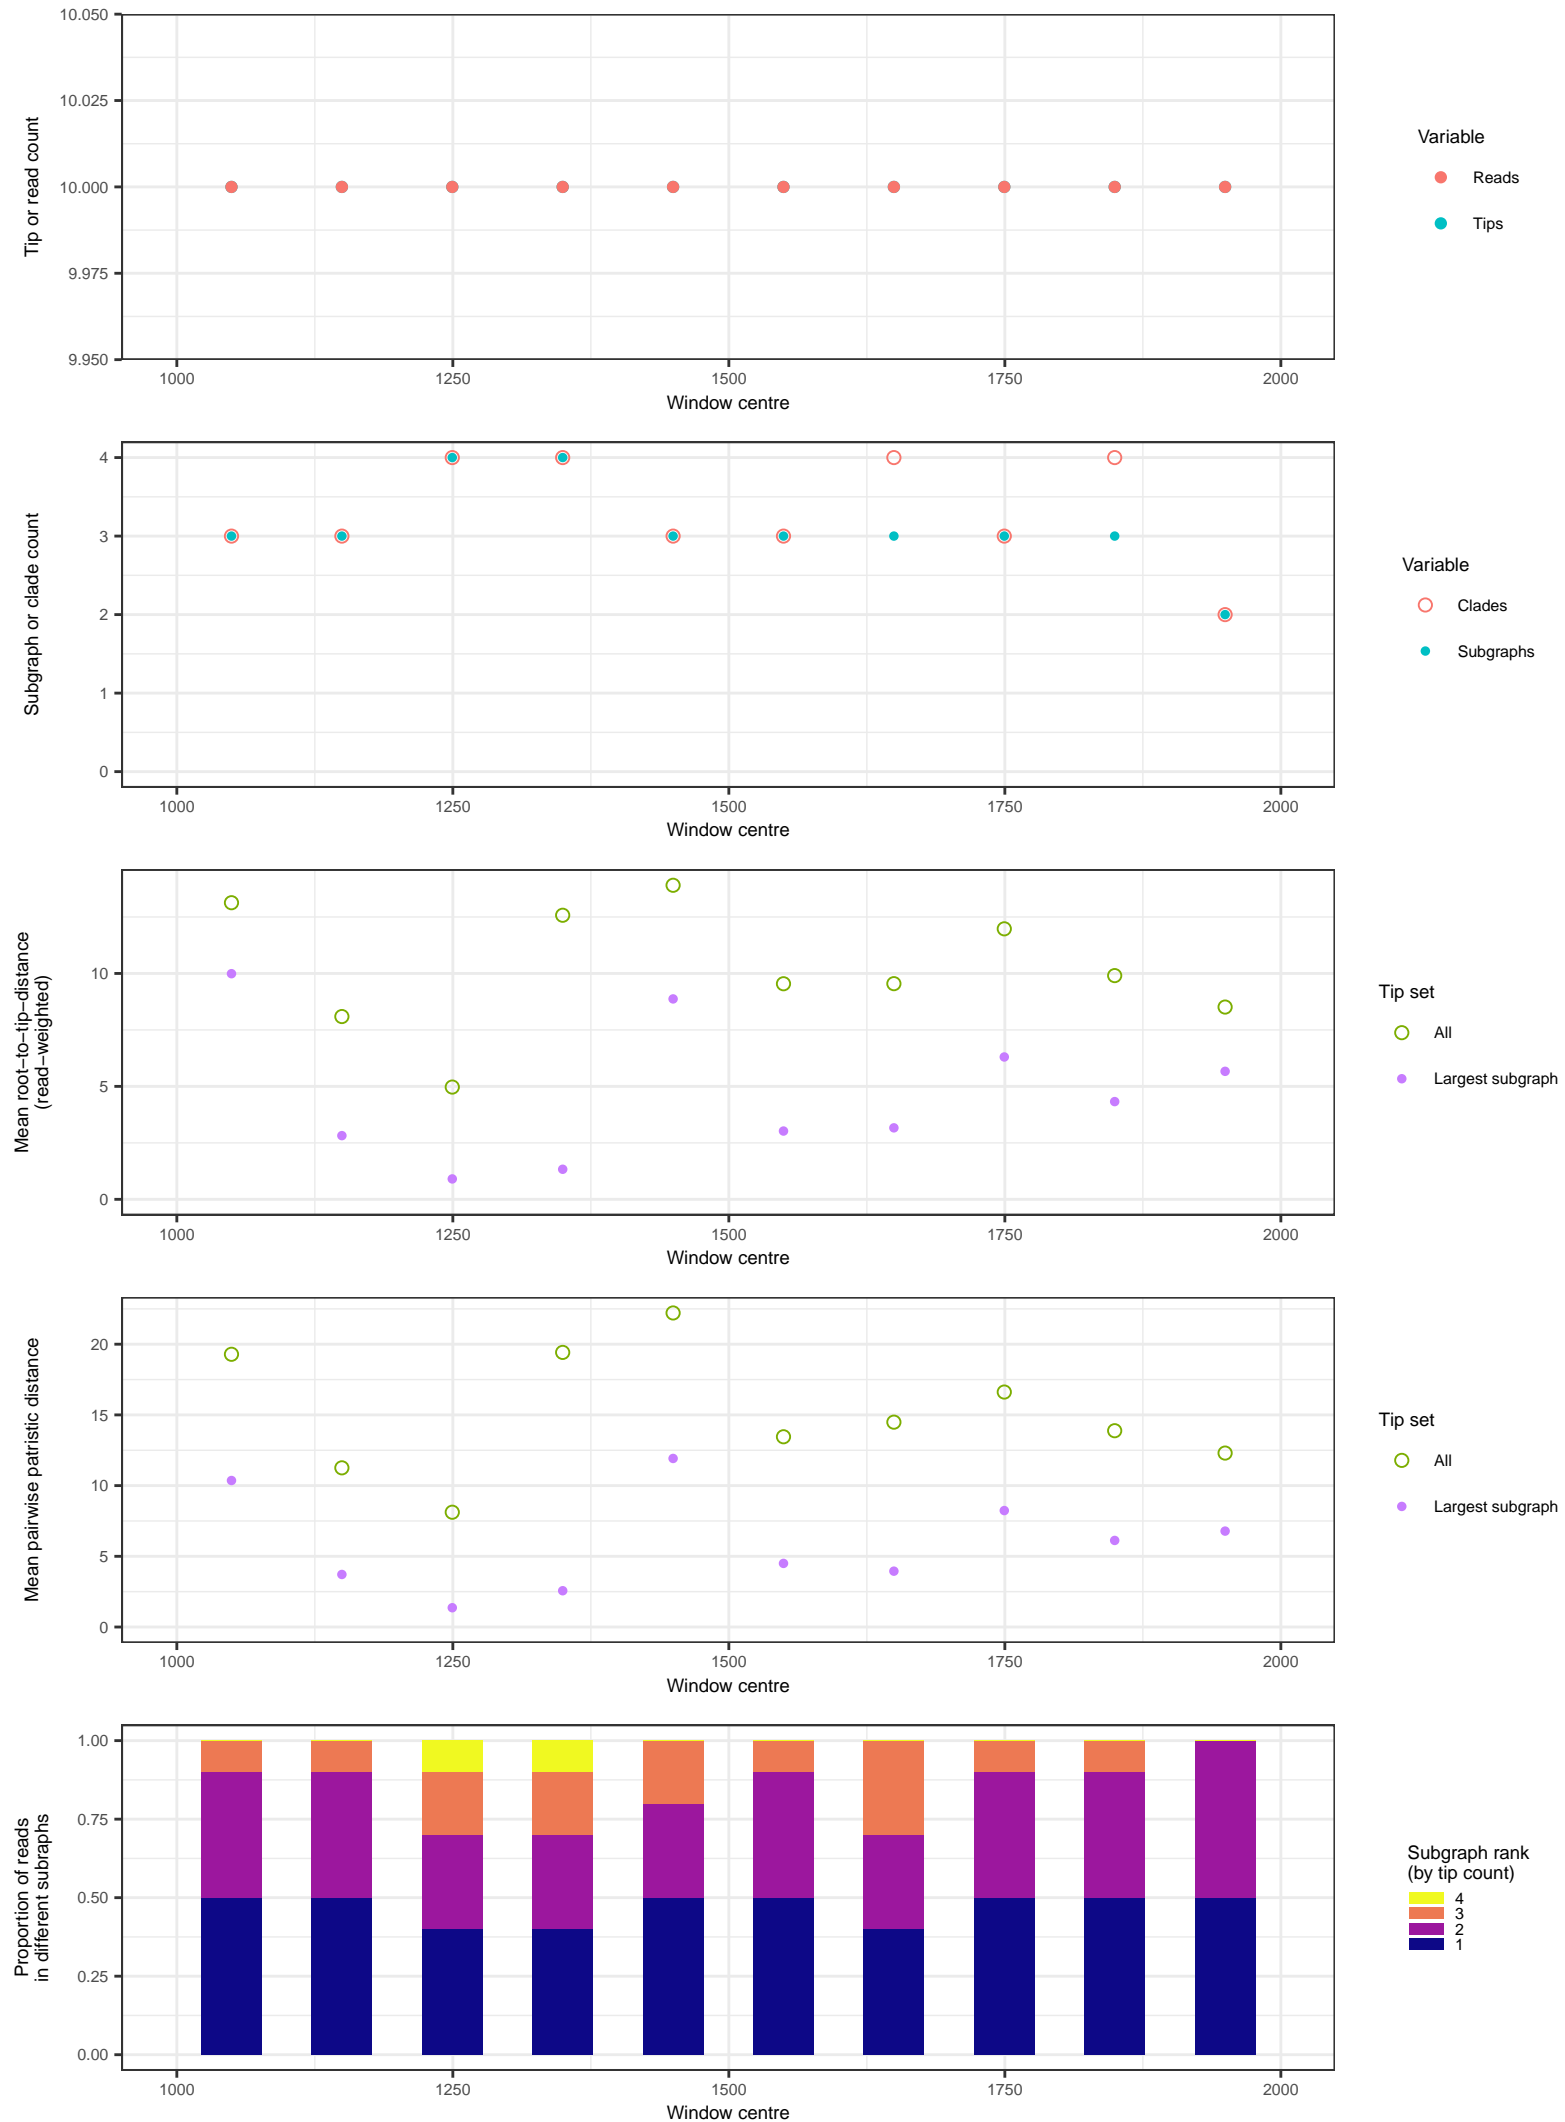 10.050
10.025
10.000
9.975
9.950
Tip or read count
1000 1250 1500 1750 2000
Window centre
Variable
Reads
Tips
4
3
2
1
0
Subgraph or clade count
1000 1250 1500 1750 2000
Window centre
Variable
Clades
Subgraphs
10
5
0
Mean root−to−tip−distance
(read−weighted)
1000 1250 1500 1750 2000
Window centre
Tip set
All
Largest subgraph
20
15
10
5
0
Mean pairwise patristic distance
1000 1250 1500 1750 2000
Window centre
Tip set
All
Largest subgraph
1.00
0.75
0.50
0.25
0.00
Proportion of reads
in different subraphs
1000 1250 1500 1750 2000
Window centre
Subgraph rank
(by tip count)
4
3
2
1